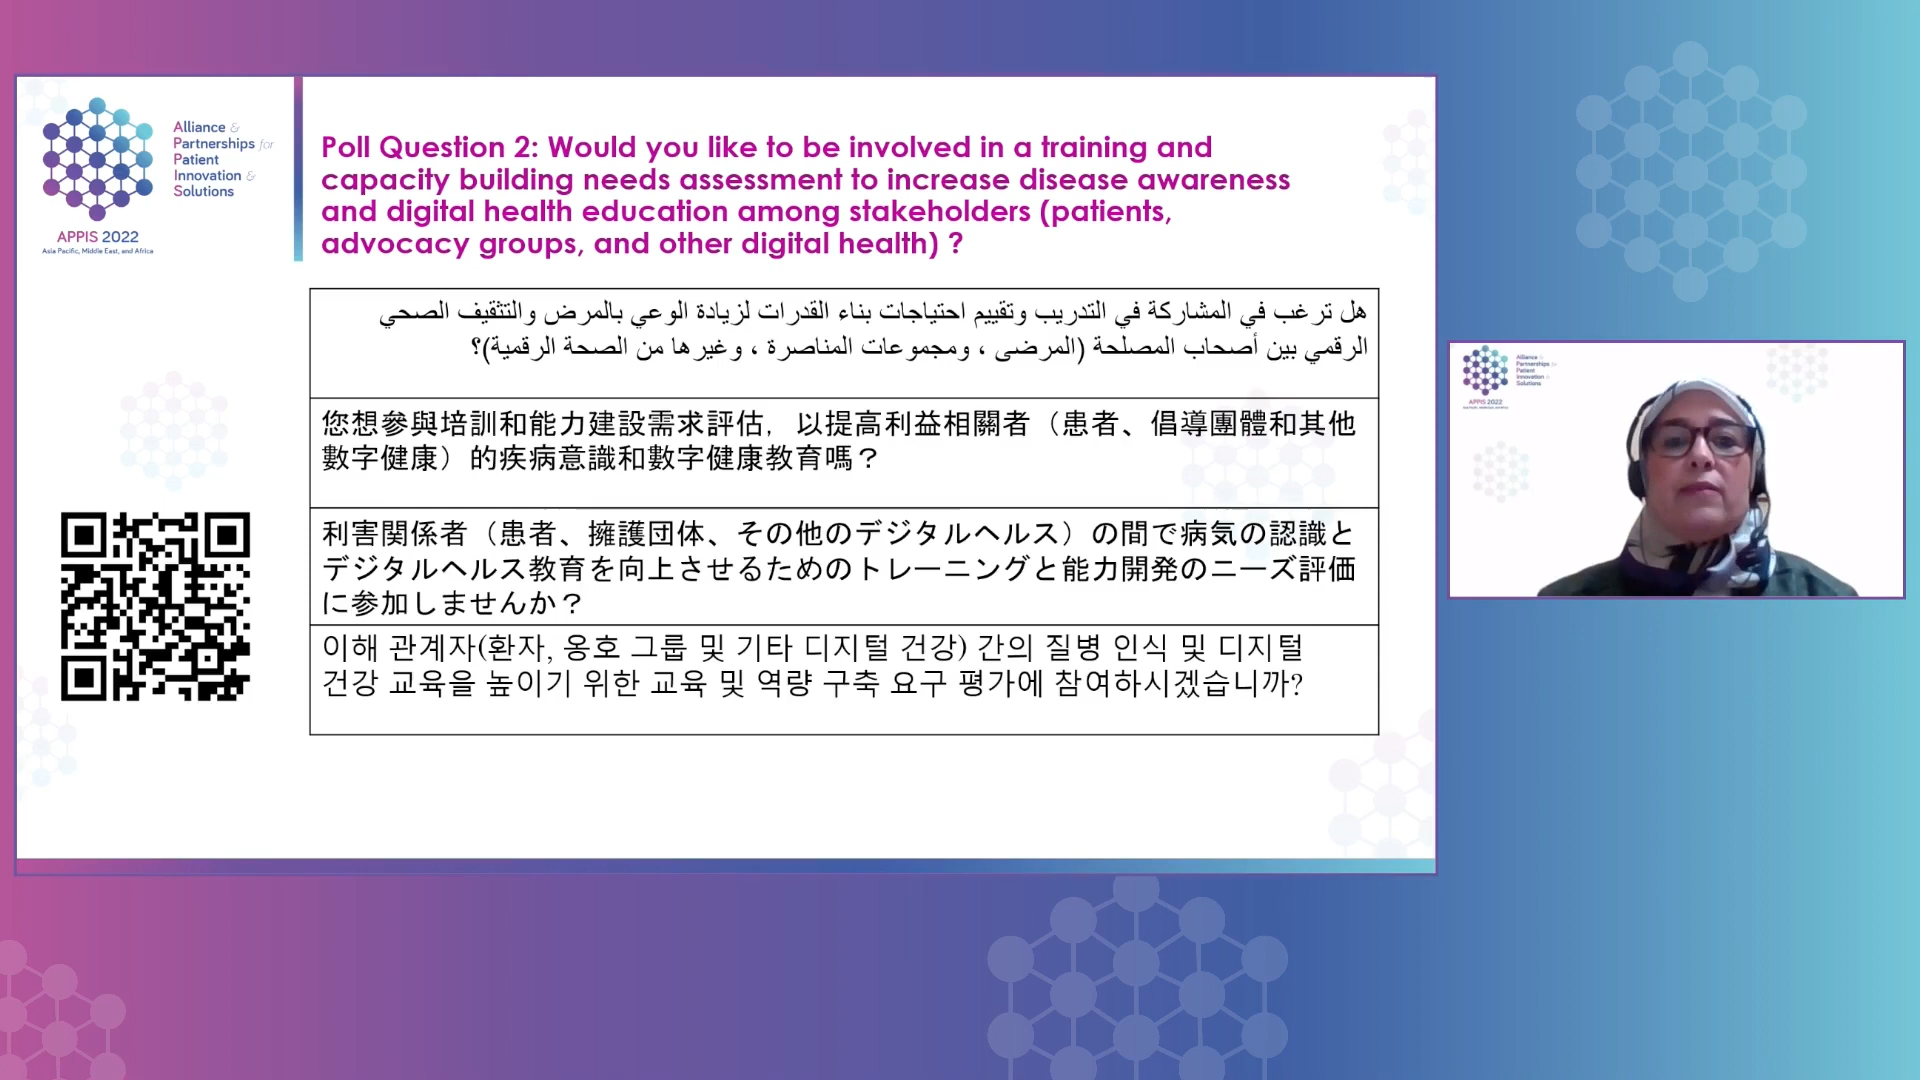 Alliance &
Partnerships for
Patient
Innovation &
Solutions
APPIS 2022
Asia Pacific, Middle East, and Africa
Poll Question 2: Would you like to be involved in a training and
capacity building needs assessment to increase disease awareness
and digital health education among stakeholders (patients,
advocacy groups, and other digital health) ?
هل ترغب في المشاركة في التدريب وتقييم احتياجات بناء القدرات لزيادة الوعي بالمرض والتثقيف الصحي
الرقمي بين أصحاب المصلحة (المرضى ، ومجموعات المناصرة ، وغيرها من الصحة الرقمية)؟
您想參與培訓和能力建設需求評估，以提高利益相關者（患者、倡導團體和其他
數字健康）的疾病意識和數字健康教育嗎？
利害関係者（患者、擁護団体、その他のデジタルヘルス）の間で病気の認識と
デジタルヘルス教育を向上させるためのトレーニングと能力開発のニーズ評価
に参加しませんか？
이해 관계자(환자, 옹호 그룹 및 기타 디지털 건강) 간의 질병 인식 및 디지털
건강 교육을 높이기 위한 교육 및 역량 구축 요구 평가에 참여하시겠습니까?
Alliance &
Partnerships for
Patient
Innovation &
Solutions
APPIS 2022